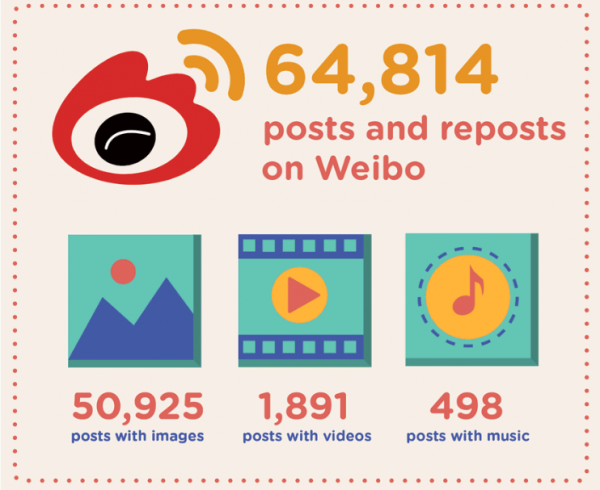 64,814
posts and reposts
on Weibo
50,925
posts with images
1,891
posts with videos
498
posts with music